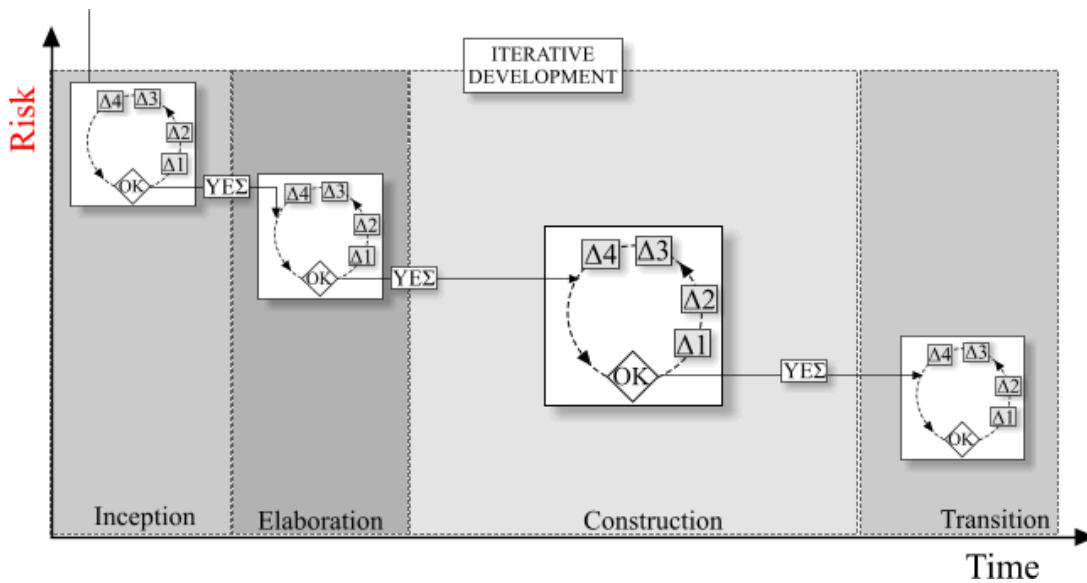 ITERATIVE
DEVELOPMENT
Risk
Δ4
Δ3
Δ2
Δ1
OK
ΥΕΣ
Δ4
Δ3
Δ2
Δ1
OK
ΥΕΣ
Δ4
Δ3
Δ2
Δ1
OK
ΥΕΣ
Δ4
Δ3
Δ2
Δ1
OK
Inception
Elaboration
Construction
Transition
Time